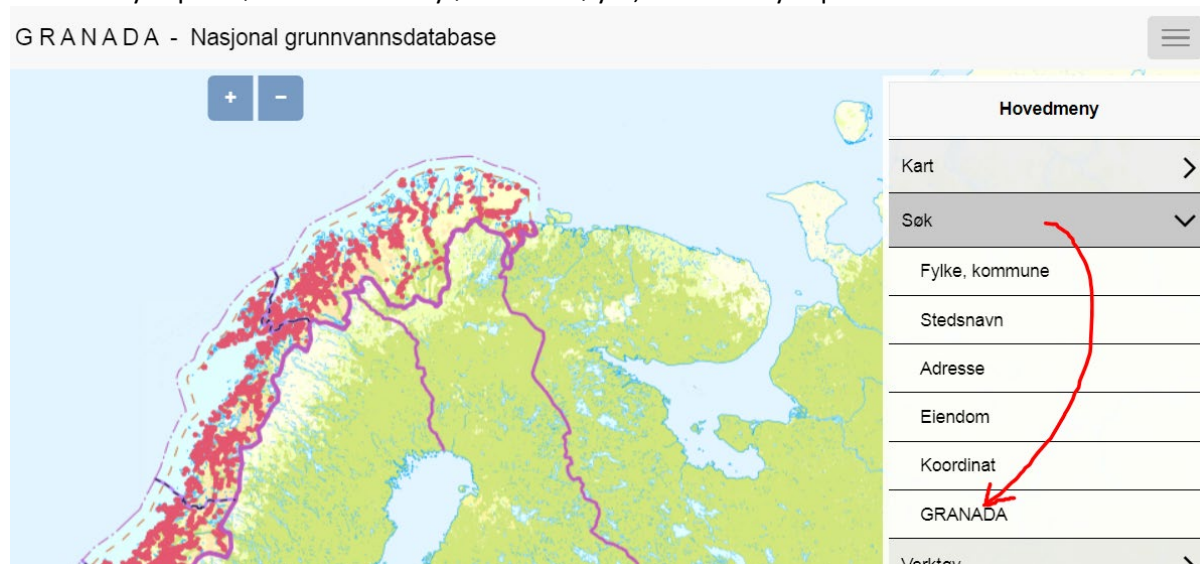 G R A N A D A - Nasjonal grunnvannsdatabase
+ -
Hovedmeny
Kart
Søk
Fylke, kommune
Stedsnavn
Adresse
Eiendom
Koordinat
GRANADA